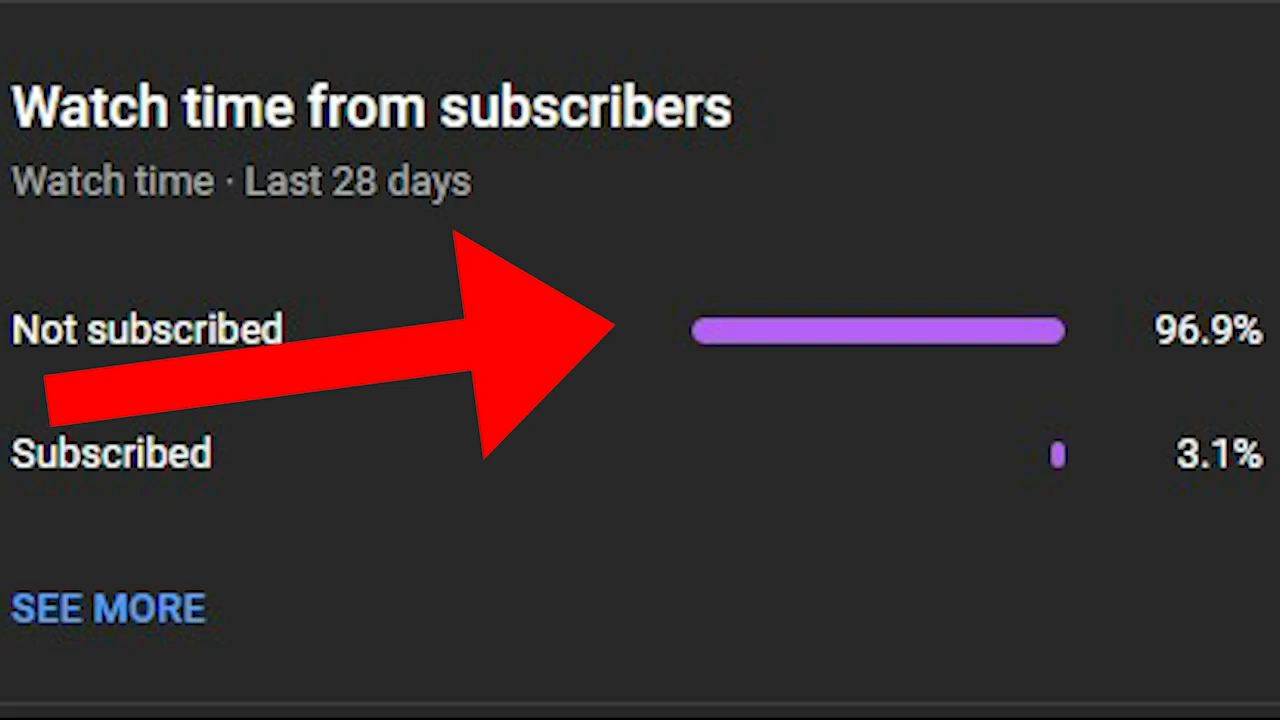 Watch time from subscribers
Watch time · Last 28 days
Not subscribed 96.9%
Subscribed 3.1%
SEE MORE